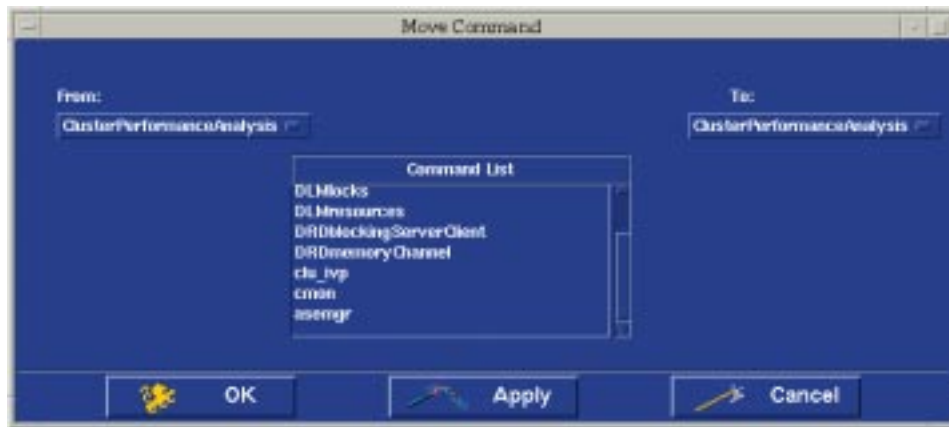 Move Command
From:
To:
ClusterPerformanceAnalysis
ClusterPerformanceAnalysis
Command List
DLMlocks
DLMresources
DRDblockingServerClient
DRDmemoryChannel
clu_ivp
cmon
asemgr
OK
Apply
Cancel